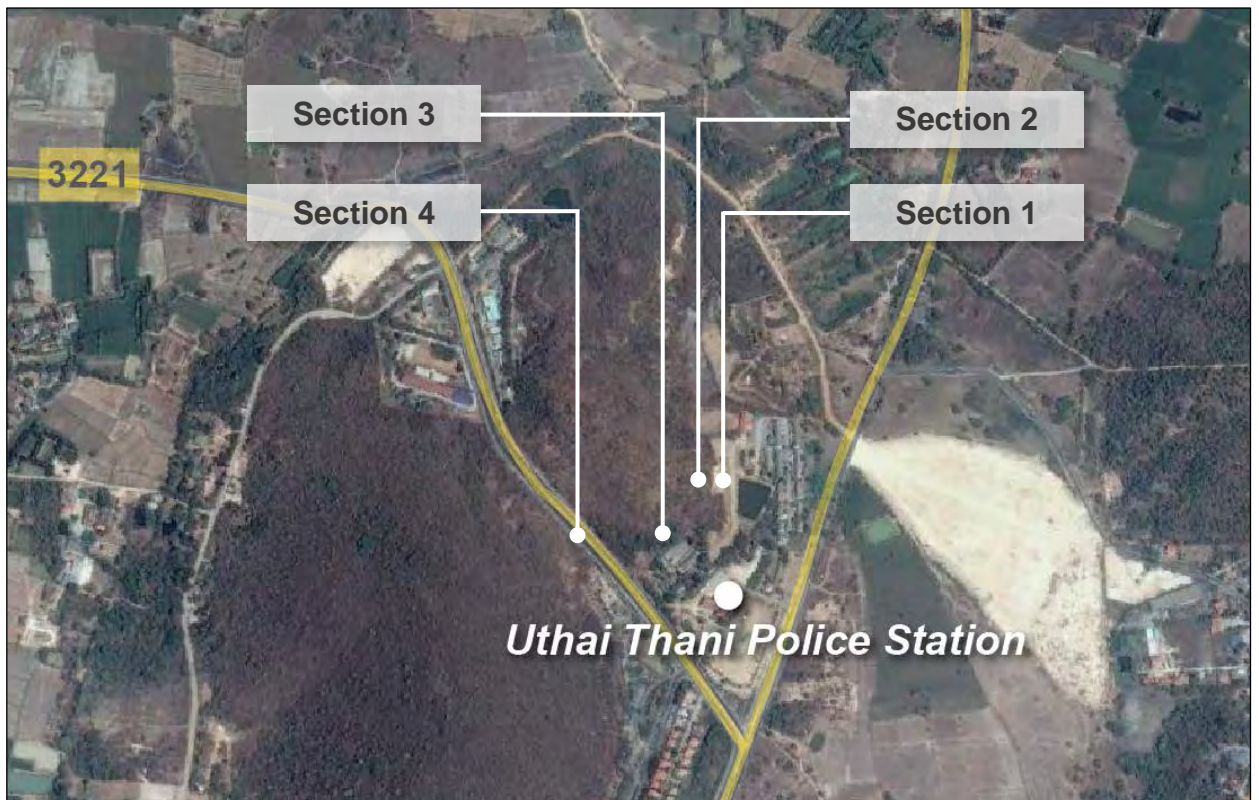 Section 3
Section 2
3221
Section 4
Section 1
Uthai Thani Police Station